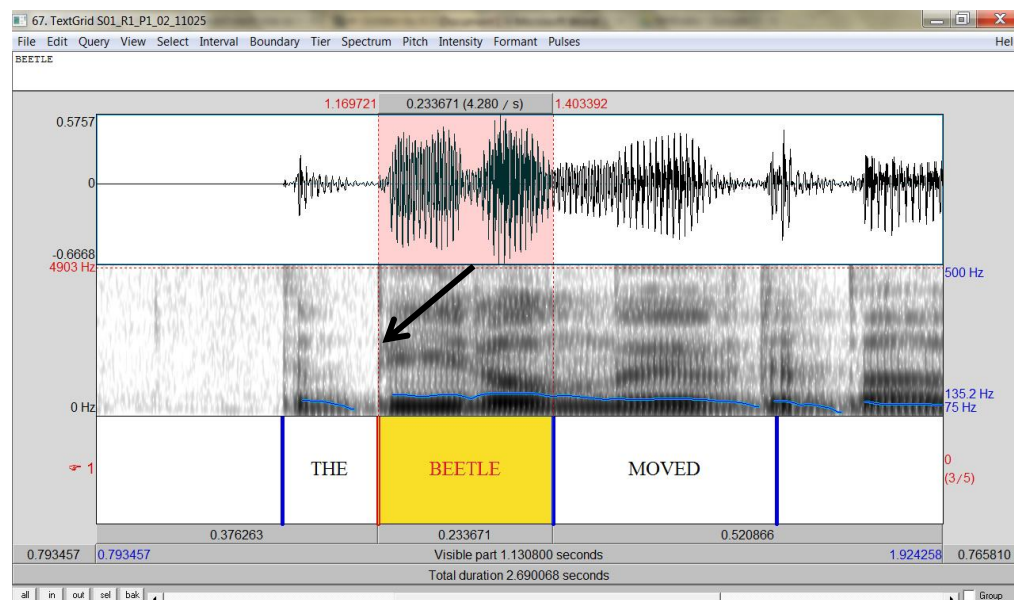 67. TextGrid S01_R1_P1_02_11025
File Edit Query View Select Interval Boundary Tier Spectrum Pitch Intensity Formant Pulses Hel
BEETLE
1.169721 0.233671 (4.280 / s) 1.403392
0.5757
0
-0.6668
4903 Hz 500 Hz
135.2 Hz
0 Hz 75 Hz
1 THE BEETLE MOVED 0
(3/5)
0.376263 0.233671 0.520866
0.793457 0.793457 Visible part 1.130800 seconds 1.924258 0.765810
Total duration 2.690068 seconds
all in out sel bak Group